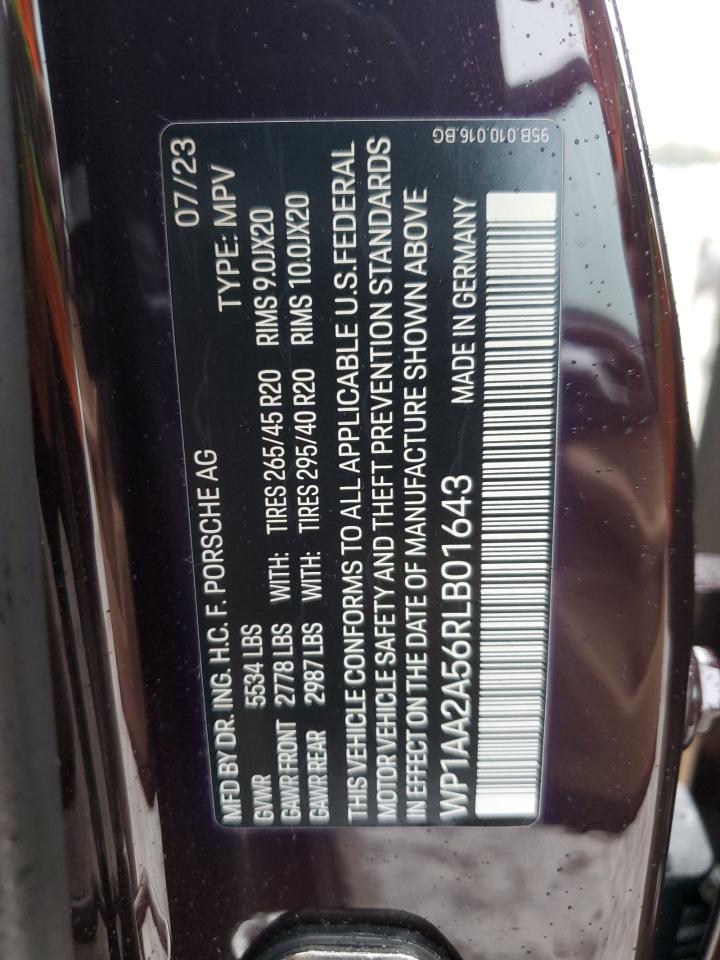 MFD BY DR. ING. H.C. F. PORSCHE AG 07/23
GVWR 5534 LBS TYPE: MPV
GAWR FRONT 2778 LBS WITH: TIRES 265/45 R20 RIMS 9.0JX20
GAWR REAR 2987 LBS WITH: TIRES 295/40 R20 RIMS 10.0JX20
THIS VEHICLE CONFORMS TO ALL APPLICABLE U.S.FEDERAL
MOTOR VEHICLE SAFETY AND THEFT PREVENTION STANDARDS
IN EFFECT ON THE DATE OF MANUFACTURE SHOWN ABOVE
WP1AA2A56RLB01643 MADE IN GERMANY
95B.010.016.BG